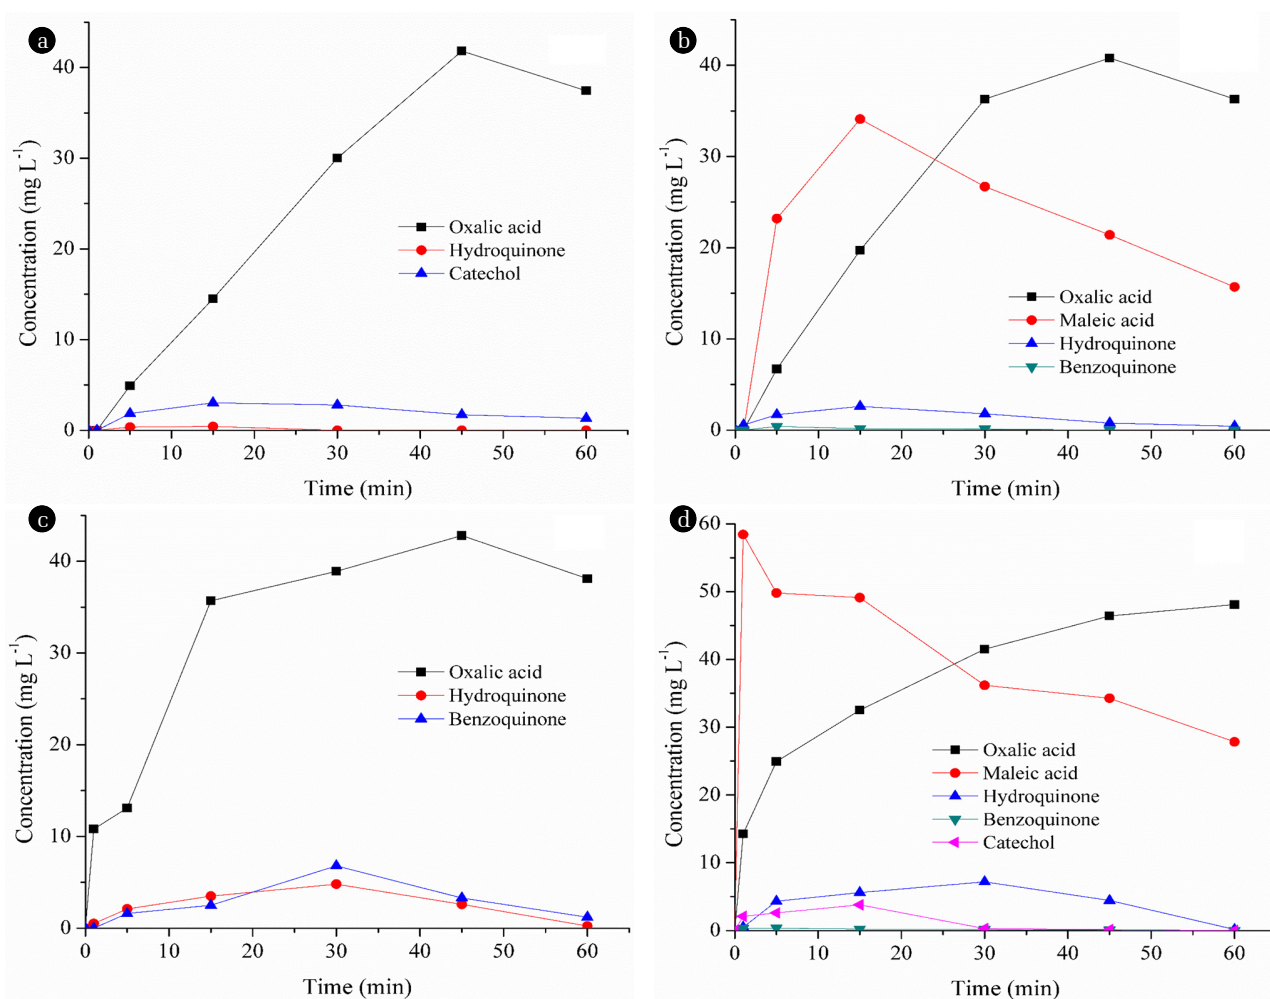 a
Concentration (mg L-1)
40
30
20
10
0
Oxalic acid
Hydroquinone
Catechol
0 10 20 30 40 50 60
Time (min)
b
Concentration (mg L-1)
40
30
20
10
0
Oxalic acid
Maleic acid
Hydroquinone
Benzoquinone
0 10 20 30 40 50 60
Time (min)
c
Concentration (mg L-1)
40
30
20
10
0
Oxalic acid
Hydroquinone
Benzoquinone
0 10 20 30 40 50 60
Time (min)
d
Concentration (mg L-1)
60
50
40
30
20
10
0
Oxalic acid
Maleic acid
Hydroquinone
Benzoquinone
Catechol
0 10 20 30 40 50 60
Time (min)